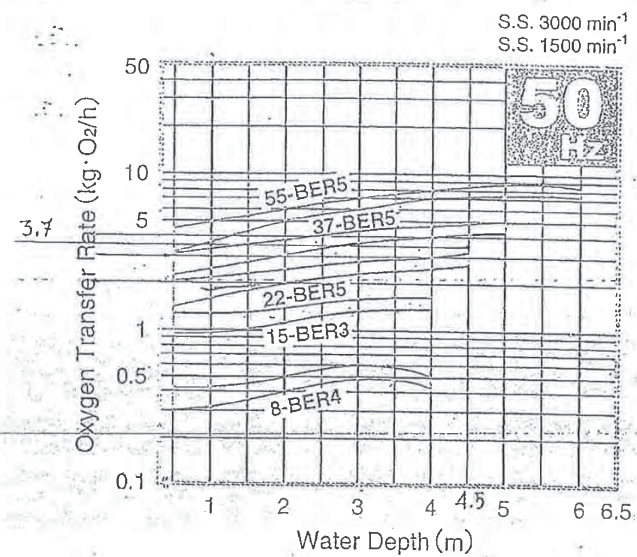 S.S. 3000 min⁻¹
S.S. 1500 min⁻¹
50 Hz
Oxygen Transfer Rate (kg·O₂/h)
50
10
5
3.7
1
0.5
0.1
55-BER5
37-BER5
22-BER5
15-BER3
8-BER4
1 2 3 4 4.5 5 6 6.5
Water Depth (m)